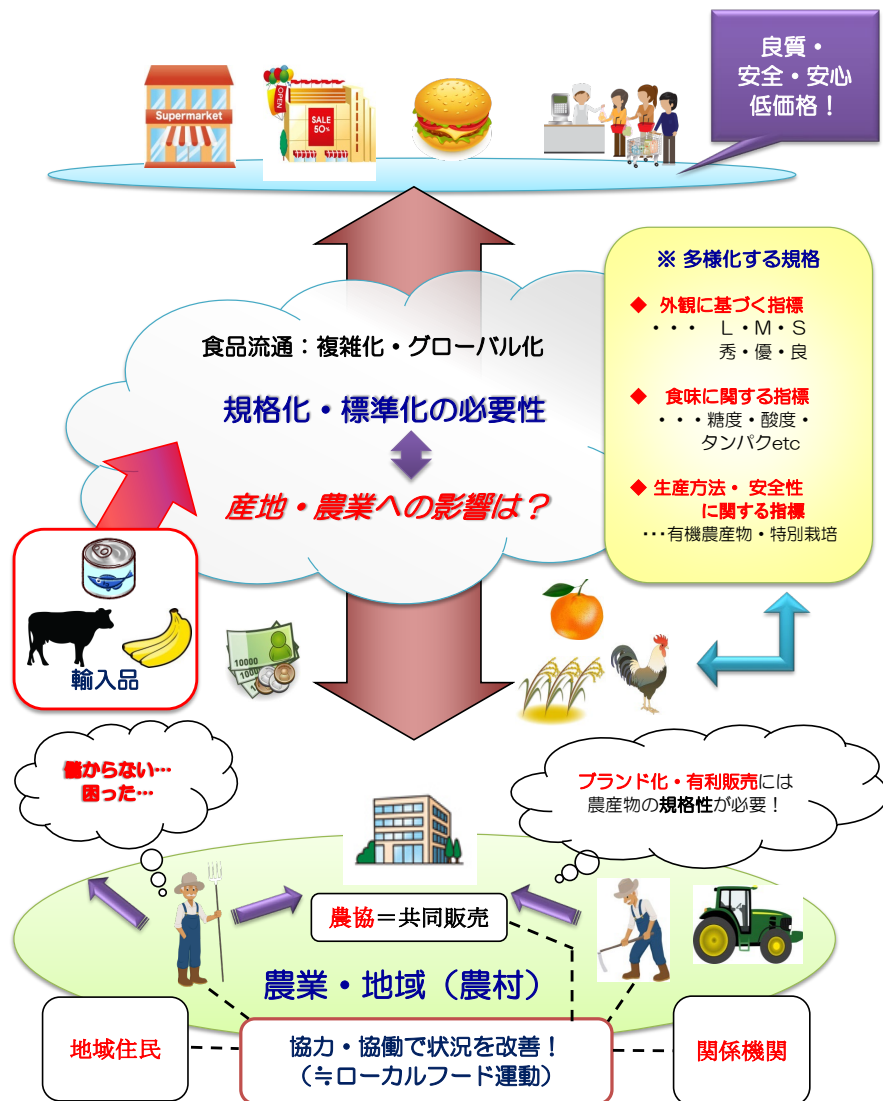 良質・
安全・安心
低価格！
Supermarket
OPEN
SALE
50%
※ 多様化する規格
◆ 外観に基づく指標
・・・ L・M・S
秀・優・良
◆ 食味に関する指標
・・・糖度・酸度・
タンパクetc
◆ 生産方法・ 安全性
に関する指標
…有機農産物・特別栽培
食品流通：複雑化・グローバル化
規格化・標準化の必要性
産地・農業への影響は？
輸入品
10000
1000
儲からない…
困った…
ブランド化・有利販売には
農産物の規格性が必要！
農協＝共同販売
農業・地域（農村）
地域住民
協力・協働で状況を改善！
（≒ローカルフード運動）
関係機関